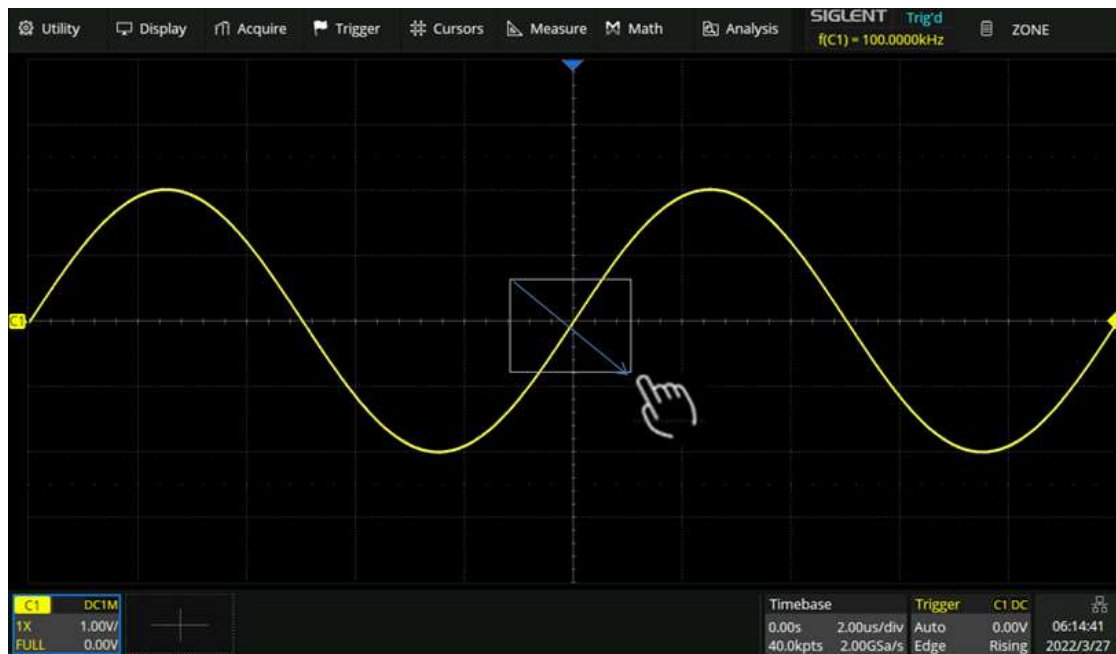 Utility Display Acquire Trigger Cursors Measure Math Analysis SIGLENT Trig'd ZONE
f(C1) = 100.0000kHz
C1
C1 DC1M
1X 1.00V/
FULL 0.00V
Timebase
0.00s 2.00us/div
40.0kpts 2.00GSa/s
Trigger C1 DC
Auto 0.00V
Edge Rising
06:14:41
2022/3/27